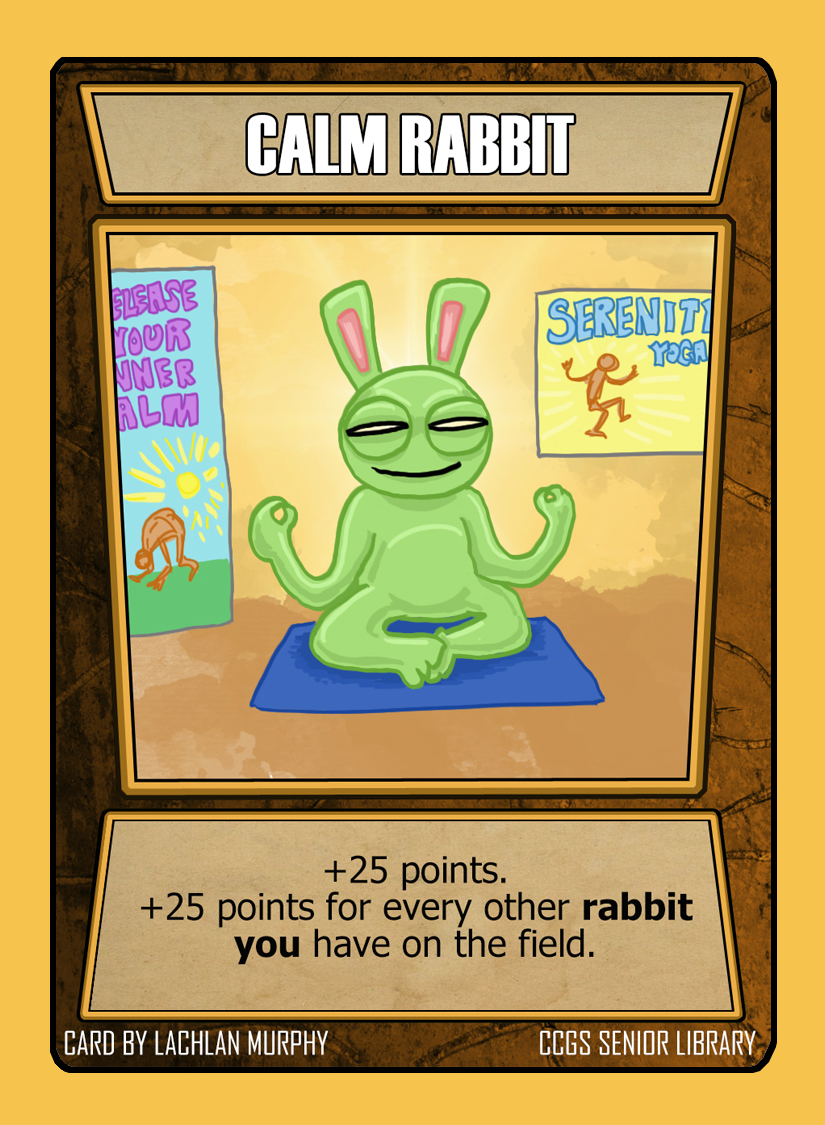 CALM RABBIT
ELEASE
YOUR
NNER
ALM
SERENIT
YOGA
+25 points.
+25 points for every other rabbit
you have on the field.
CARD BY LACHLAN MURPHY
CCGS SENIOR LIBRARY